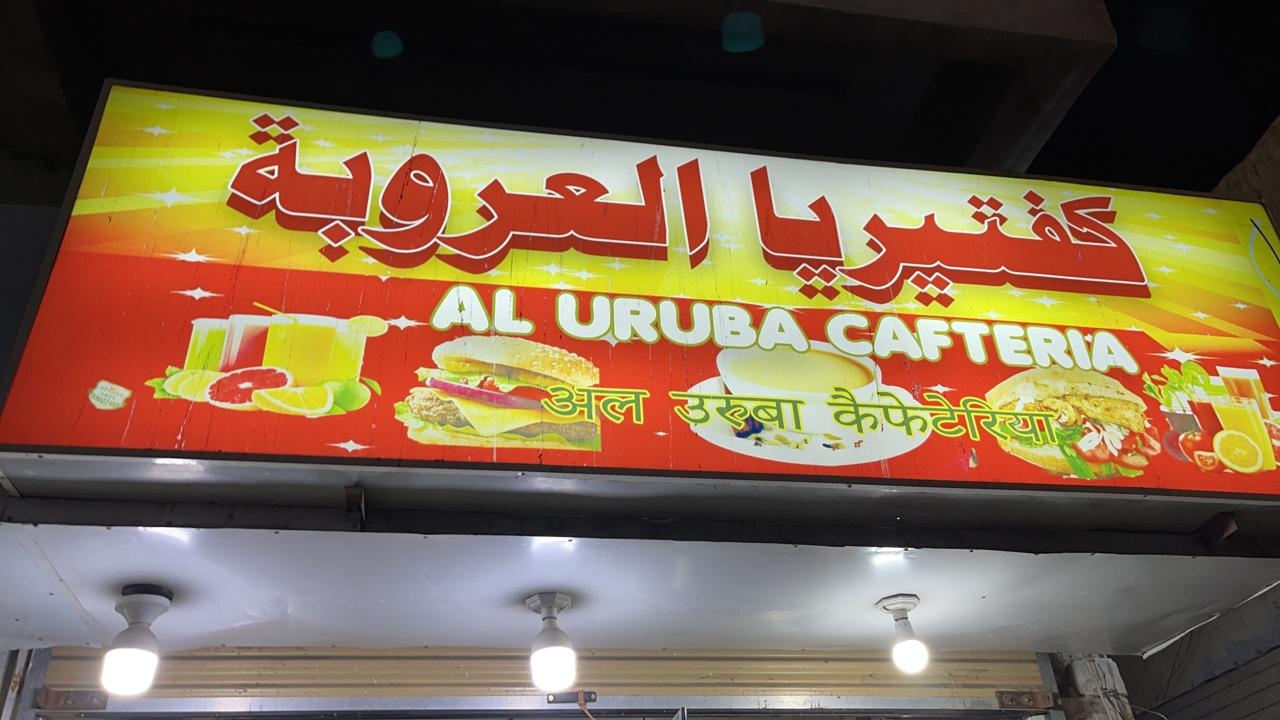 كفتيريا العروبة
AL URUBA CAFTERIA
अल उरुबा कैफेटेरिया